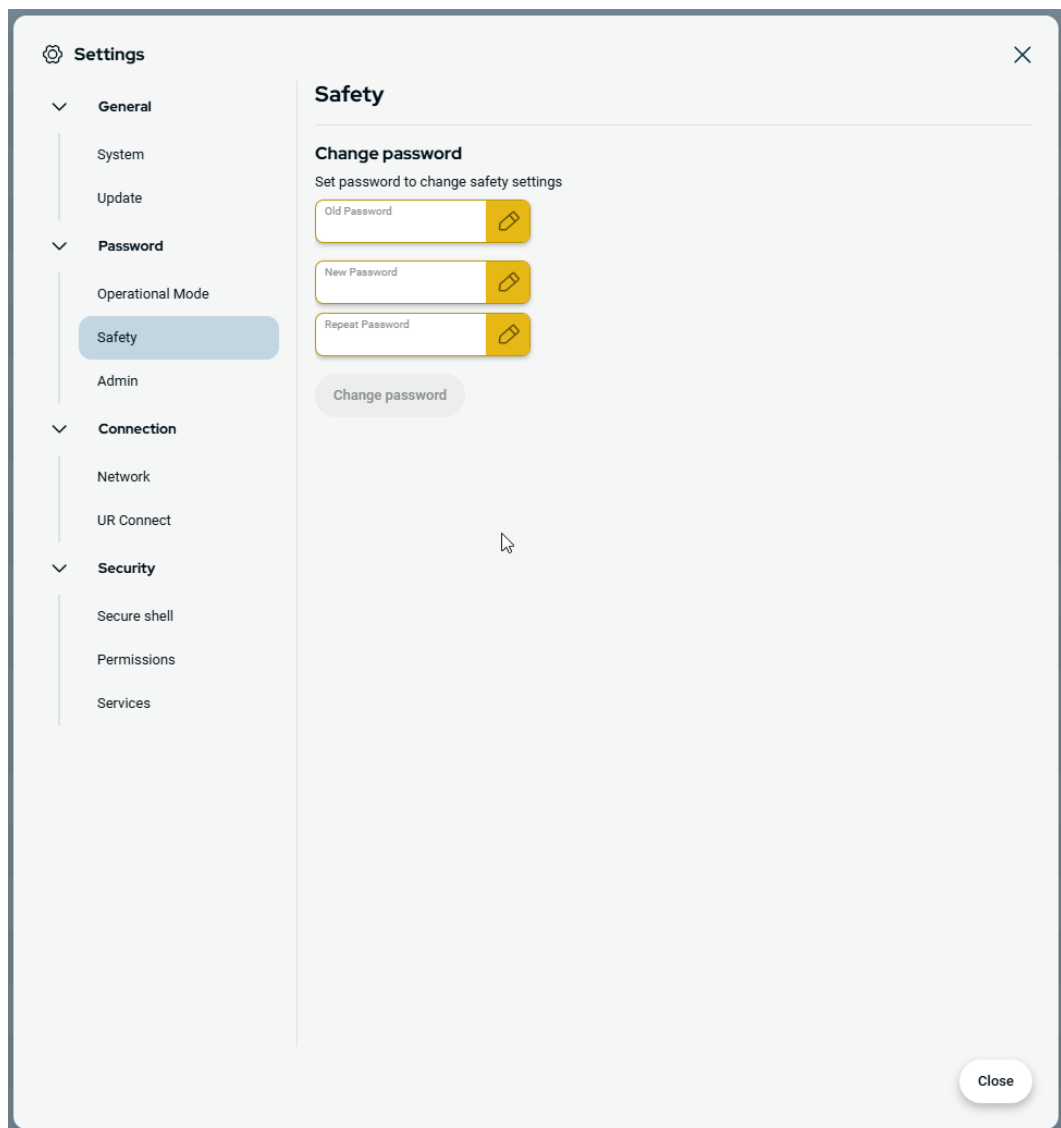 Settings
General
System
Update
Password
Operational Mode
Safety
Admin
Connection
Network
UR Connect
Security
Secure shell
Permissions
Services
Safety
Change password
Set password to change safety settings
Old Password
New Password
Repeat Password
Change password
Close